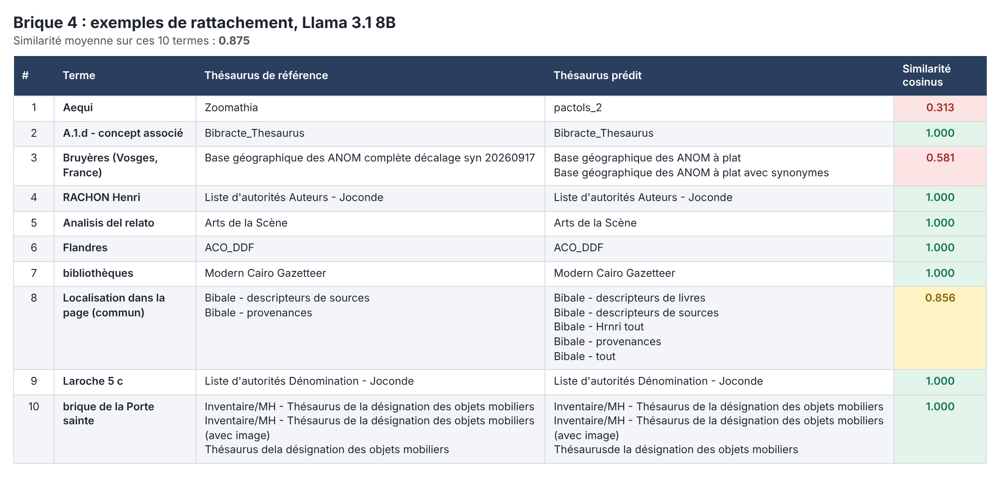 Brique 4 : exemples de rattachement, Llama 3.1 8B
Similarité moyenne sur ces 10 termes : 0.875
# Terme Thésaurus de référence Thésaurus prédit Similarité cosinus
1 Aequi Zoomathia pactols_2 0.313
2 A.1.d - concept associé Bibracte_Thesaurus Bibracte_Thesaurus 1.000
3 Bruyères (Vosges, Base géographique des ANOM complète décalage syn 20260917 Base géographique des ANOM à plat 0.581
France) Base géographique des ANOM à plat avec synonymes
4 RACHON Henri Liste d'autorités Auteurs - Joconde Liste d'autorités Auteurs - Joconde 1.000
5 Analisis del relato Arts de la Scène Arts de la Scène 1.000
6 Flandres ACO_DDF ACO_DDF 1.000
7 bibliothèques Modern Cairo Gazetteer Modern Cairo Gazetteer 1.000
8 Localisation dans la Bibale - descripteurs de sources Bibale - descripteurs de livres 0.856
page (commun) Bibale - provenances Bibale - descripteurs de sources
Bibale - Hrnri tout
Bibale - provenances
Bibale - tout
9 Laroche 5 c Liste d'autorités Dénomination - Joconde Liste d'autorités Dénomination - Joconde 1.000
10 brique de la Porte Inventaire/MH - Thésaurus de la désignation des objets mobiliers Inventaire/MH - Thésaurus de la désignation des objets mobiliers 1.000
sainte Inventaire/MH - Thésaurus de la désignation des objets mobiliers Inventaire/MH - Thésaurus de la désignation des objets mobiliers
(avec image) (avec image)
Thésaurus dela désignation des objets mobiliers Thésaurusde la désignation des objets mobiliers